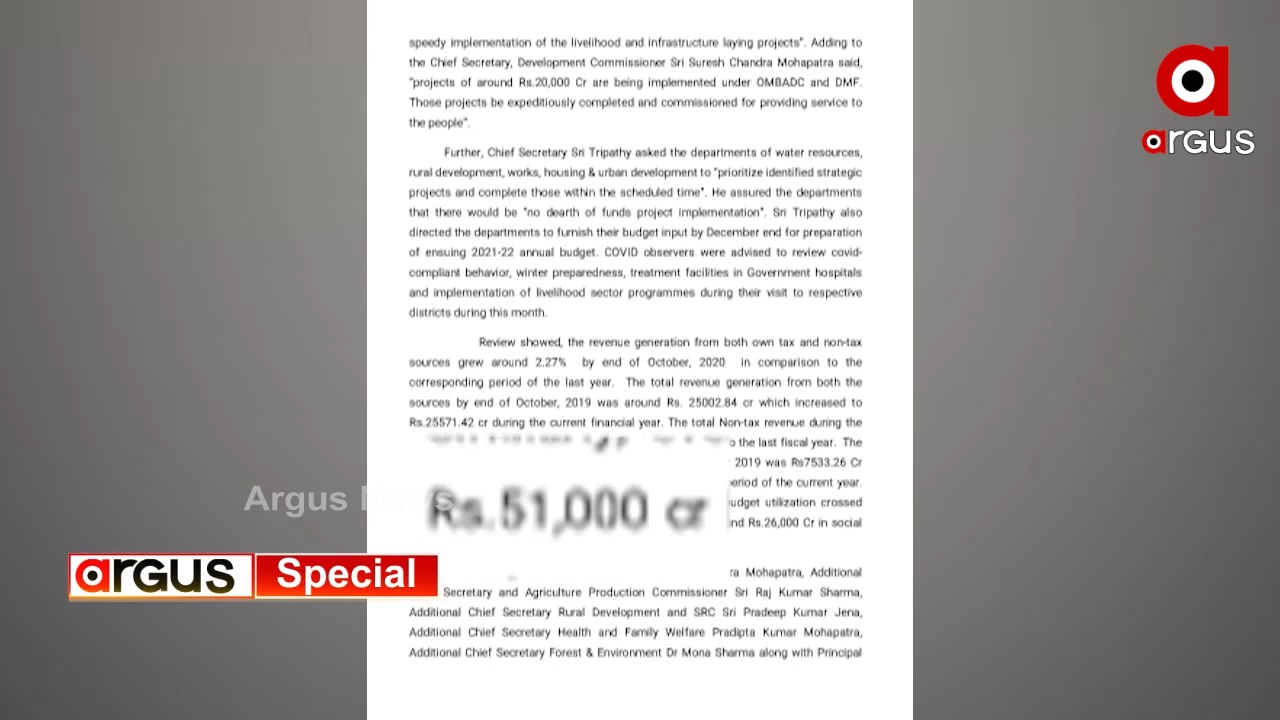 speedy implementation of the livelihood and infrastructure laying projects". Adding to
the Chief Secretary, Development Commissioner Sri Suresh Chandra Mohapatra said,
"projects of around Rs.20,000 Cr are being implemented under OMBADC and DMF.
Those projects be expeditiously completed and commissioned for providing service to
the people".
Further, Chief Secretary Sri Tripathy asked the departments of water resources,
rural development, works, housing & urban development to "prioritize identified strategic
projects and complete those within the scheduled time". He assured the departments
that there would be "no dearth of funds project implementation". Sri Tripathy also
directed the departments to furnish their budget input by December end for preparation
of ensuing 2021-22 annual budget. COVID observers were advised to review covid-
compliant behavior, winter preparedness, treatment facilities in Government hospitals
and implementation of livelihood sector programmes during their visit to respective
districts during this month.
Review showed, the revenue generation from both own tax and non-tax
sources grew around 2.27% by end of October, 2020 in comparison to the
corresponding period of the last year. The total revenue generation from both the
sources by end of October, 2019 was around Rs. 25002.84 cr which increased to
Rs.25571.42 cr during the current financial year. The total Non-tax revenue during the
o the last fiscal year. The
2019 was Rs7533.26 Cr
eriod of the current year.
udget utilization crossed
nd Rs.26,000 Cr in social
Rs.51,000 cr
ra Mohapatra, Additional
Secretary and Agriculture Production Commissioner Sri Raj Kumar Sharma,
Additional Chief Secretary Rural Development and SRC Sri Pradeep Kumar Jena,
Additional Chief Secretary Health and Family Welfare Pradipta Kumar Mohapatra,
Additional Chief Secretary Forest & Environment Dr Mona Sharma along with Principal
argus
Argus News
argus Special